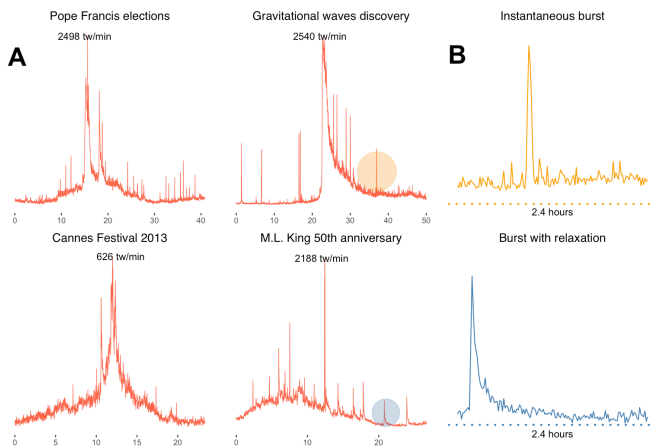 Pope Francis elections
Gravitational waves discovery
Instantaneous burst
2498 tw/min
2540 tw/min
A
B
0 10 20 30 40
0 10 20 30 40 50
2.4 hours
Cannes Festival 2013
M.L. King 50th anniversary
Burst with relaxation
626 tw/min
2188 tw/min
0 5 10 15 20
0 10 20
2.4 hours